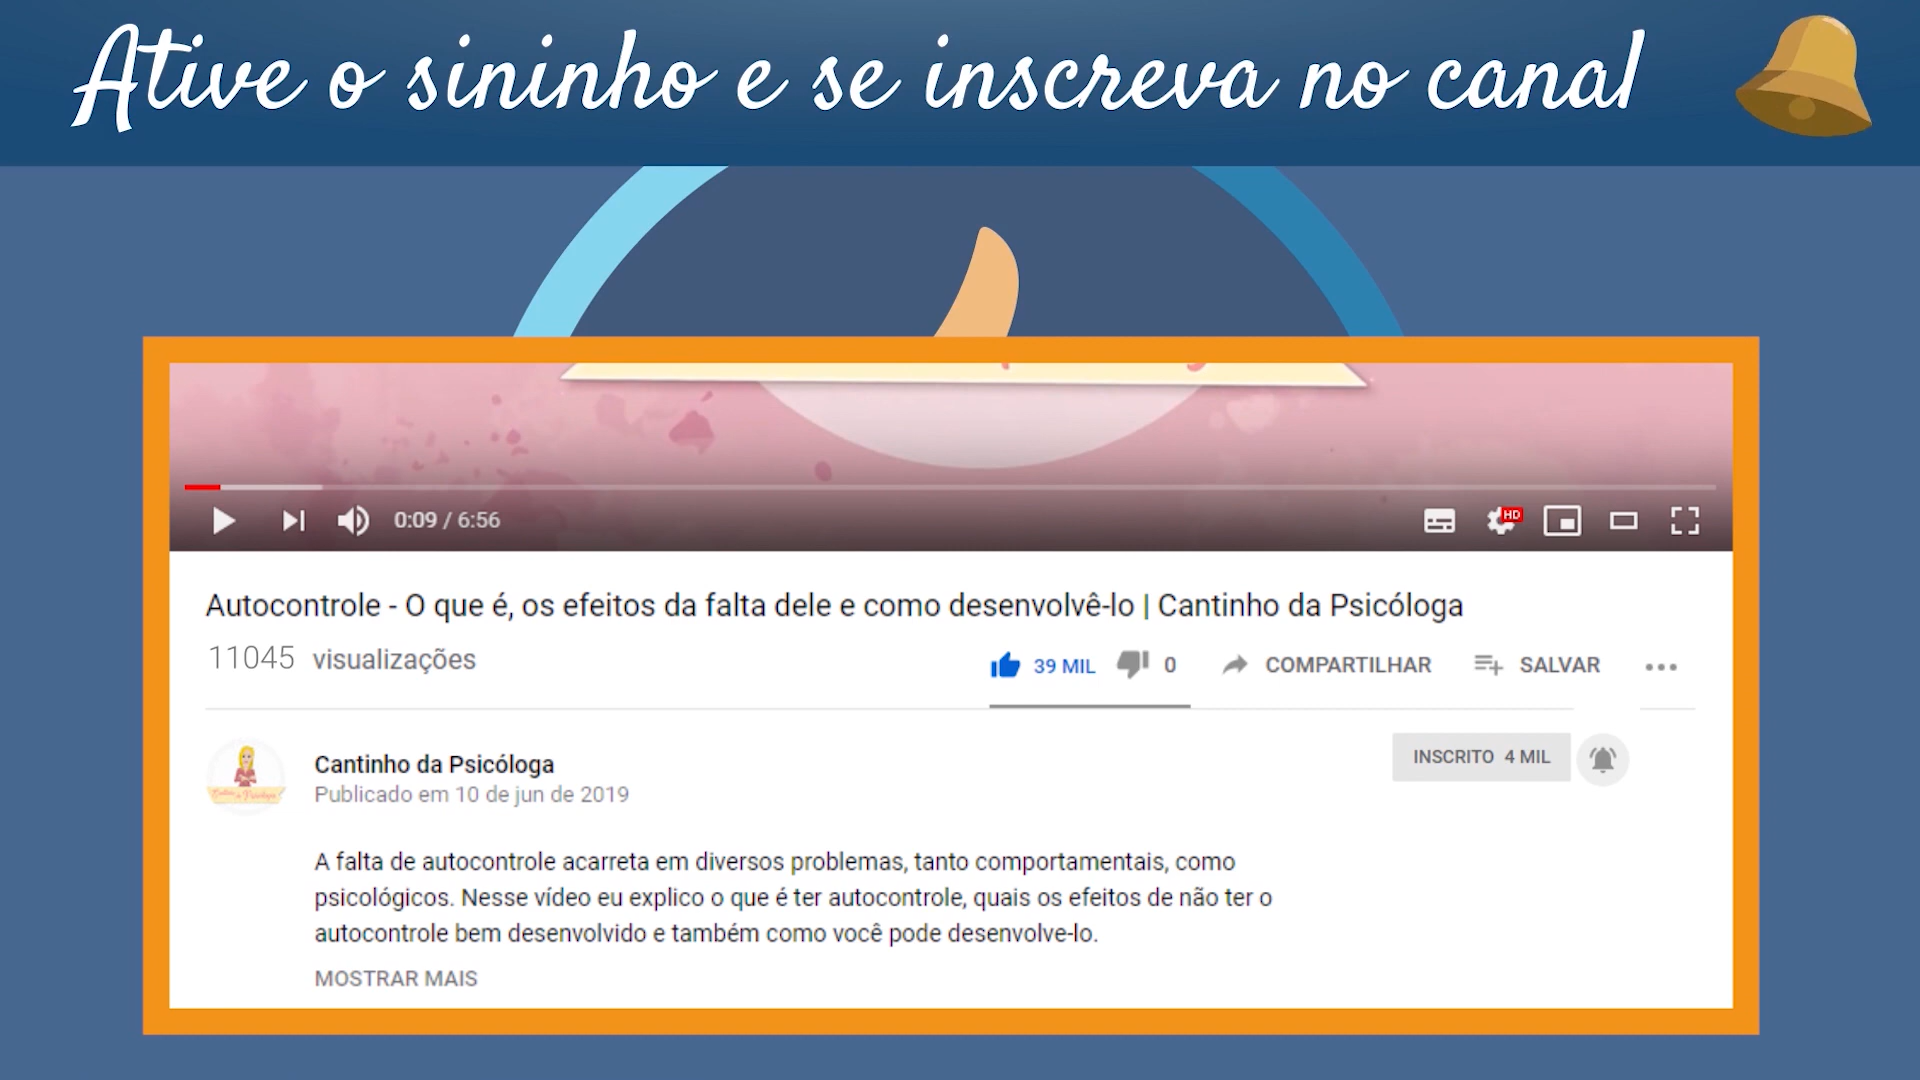 Ative o sininho e se inscreva no canal
0:09 / 6:56
HD
Autocontrole - O que é, os efeitos da falta dele e como desenvolvê-lo | Cantinho da Psicóloga
11045 visualizações
39 MIL 0 COMPARTILHAR SALVAR
Cantinho da Psicóloga
INSCRITO 4 MIL
Publicado em 10 de jun de 2019
A falta de autocontrole acarreta em diversos problemas, tanto comportamentais, como
psicológicos. Nesse vídeo eu explico o que é ter autocontrole, quais os efeitos de não ter o
autocontrole bem desenvolvido e também como você pode desenvolve-lo.
MOSTRAR MAIS